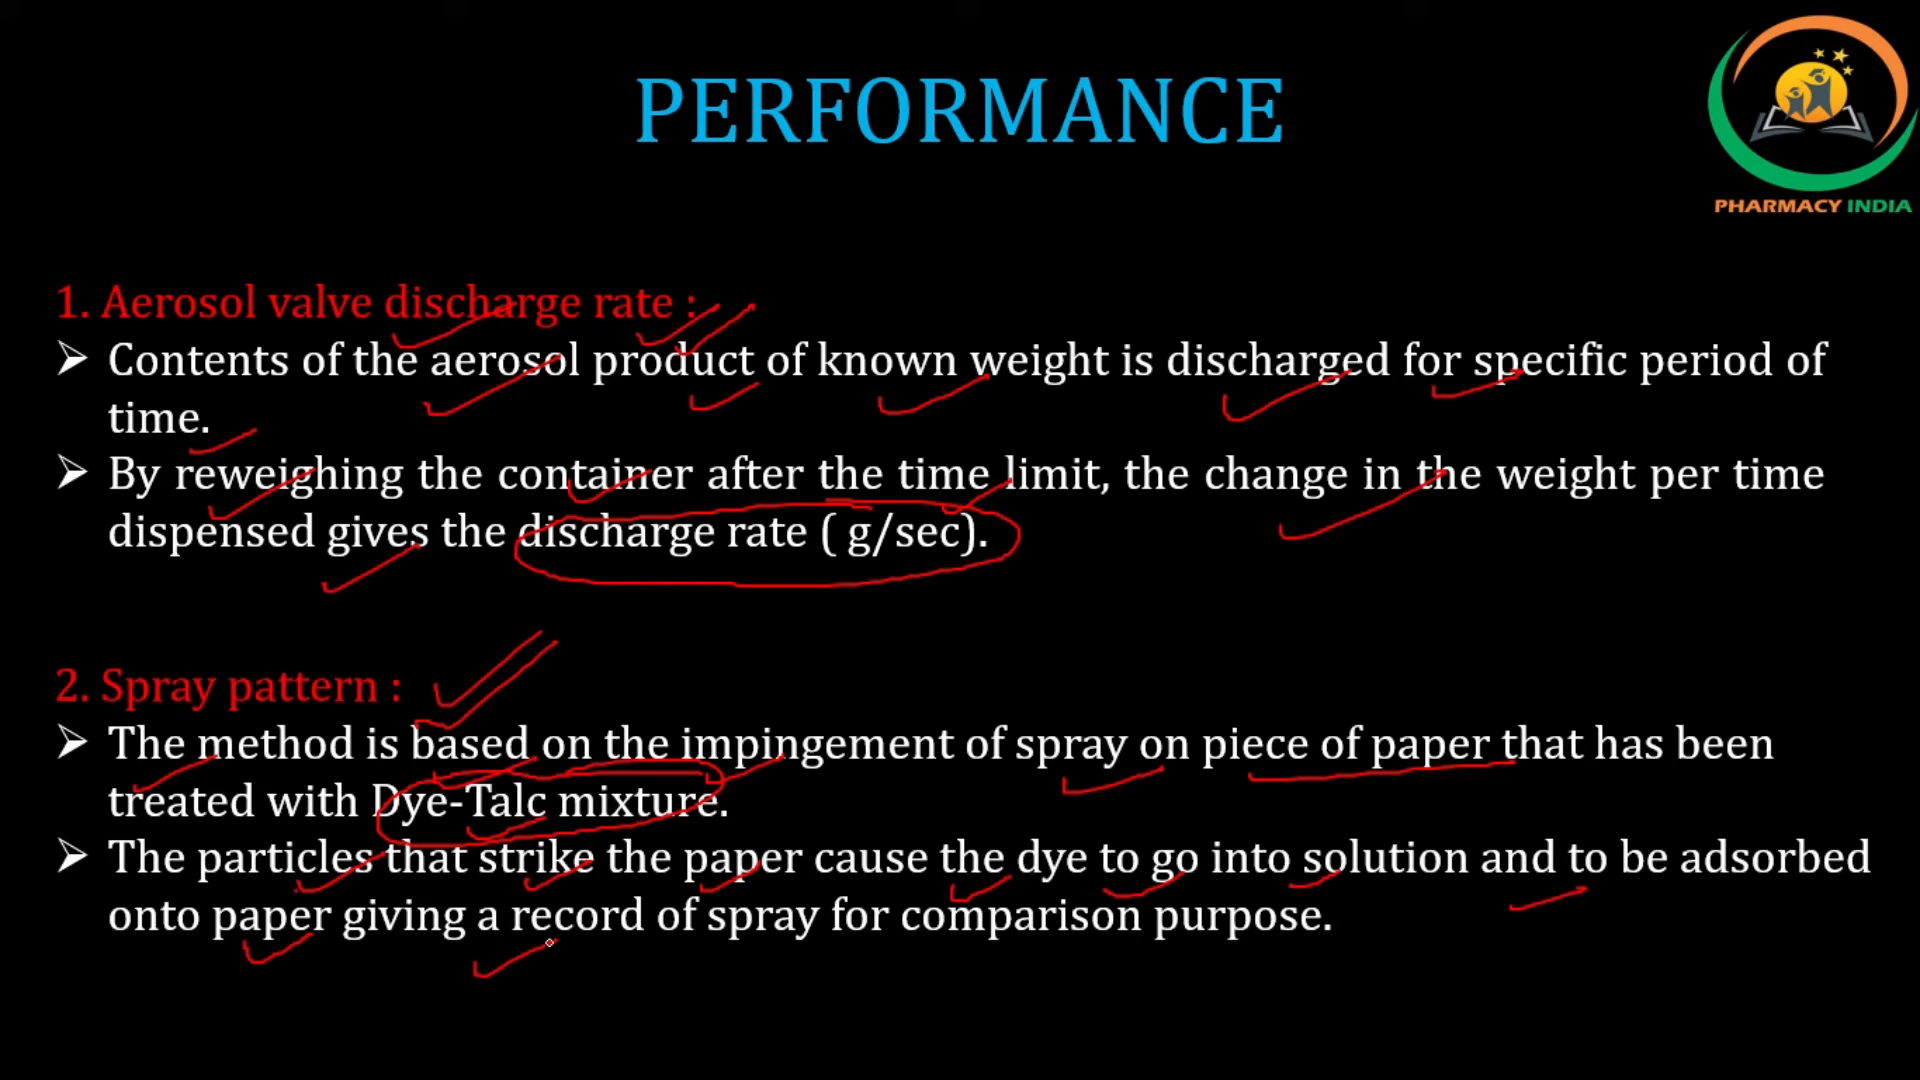 PERFORMANCE
PHARMACY INDIA
1. Aerosol valve discharge rate :
➢ Contents of the aerosol product of known weight is discharged for specific period of
time.
➢ By reweighing the container after the time limit, the change in the weight per time
dispensed gives the discharge rate ( g/sec).
2. Spray pattern :
➢ The method is based on the impingement of spray on piece of paper that has been
treated with Dye-Talc mixture.
➢ The particles that strike the paper cause the dye to go into solution and to be adsorbed
onto paper giving a record of spray for comparison purpose.